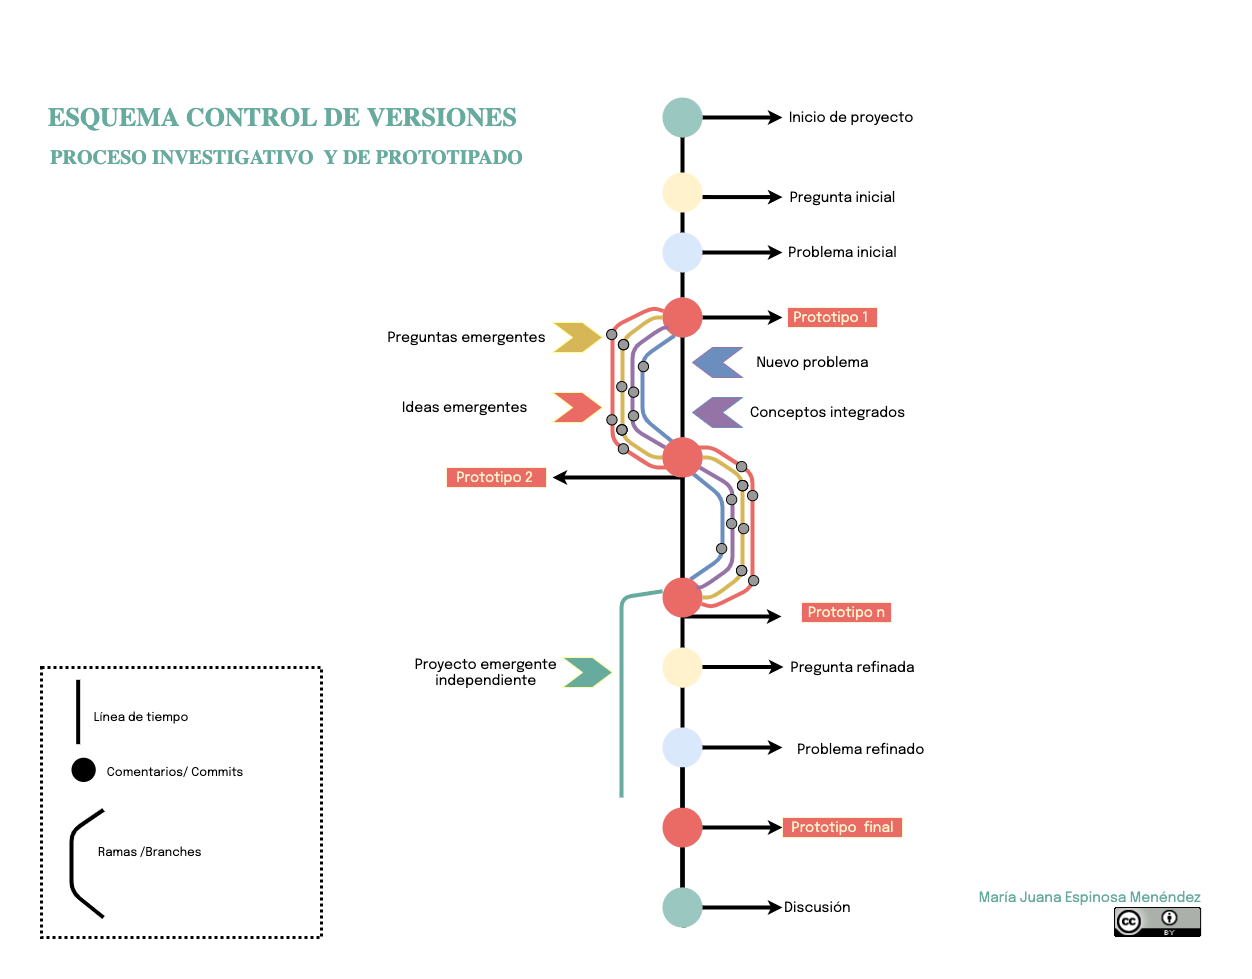 ESQUEMA CONTROL DE VERSIONES
PROCESO INVESTIGATIVO Y DE PROTOTIPADO
Inicio de proyecto
Pregunta inicial
Problema inicial
Prototipo 1
Preguntas emergentes
Nuevo problema
Ideas emergentes
Conceptos integrados
Prototipo 2
Prototipo n
Proyecto emergente
independiente
Pregunta refinada
Problema refinado
Prototipo final
Discusión
Línea de tiempo
Comentarios/ Commits
Ramas /Branches
María Juana Espinosa Menéndez
cc
BY